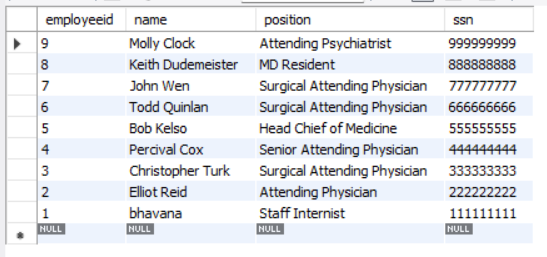 employeeid name position ssn
9 Molly Clock Attending Psychiatrist 999999999
8 Keith Dudemeister MD Resident 888888888
7 John Wen Surgical Attending Physician 777777777
6 Todd Quinlan Surgical Attending Physician 666666666
5 Bob Kelso Head Chief of Medicine 555555555
4 Percival Cox Senior Attending Physician 444444444
3 Christopher Turk Surgical Attending Physician 333333333
2 Elliot Reid Attending Physician 222222222
1 bhavana Staff Internist 111111111
NULL NULL NULL NULL